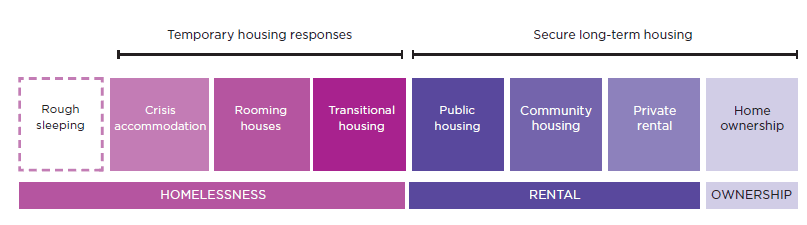 Temporary housing responses
Secure long-term housing
Rough
sleeping
Crisis
accommodation
Rooming
houses
Transitional
housing
Public
housing
Community
housing
Private
rental
Home
ownership
HOMELESSNESS
RENTAL
OWNERSHIP